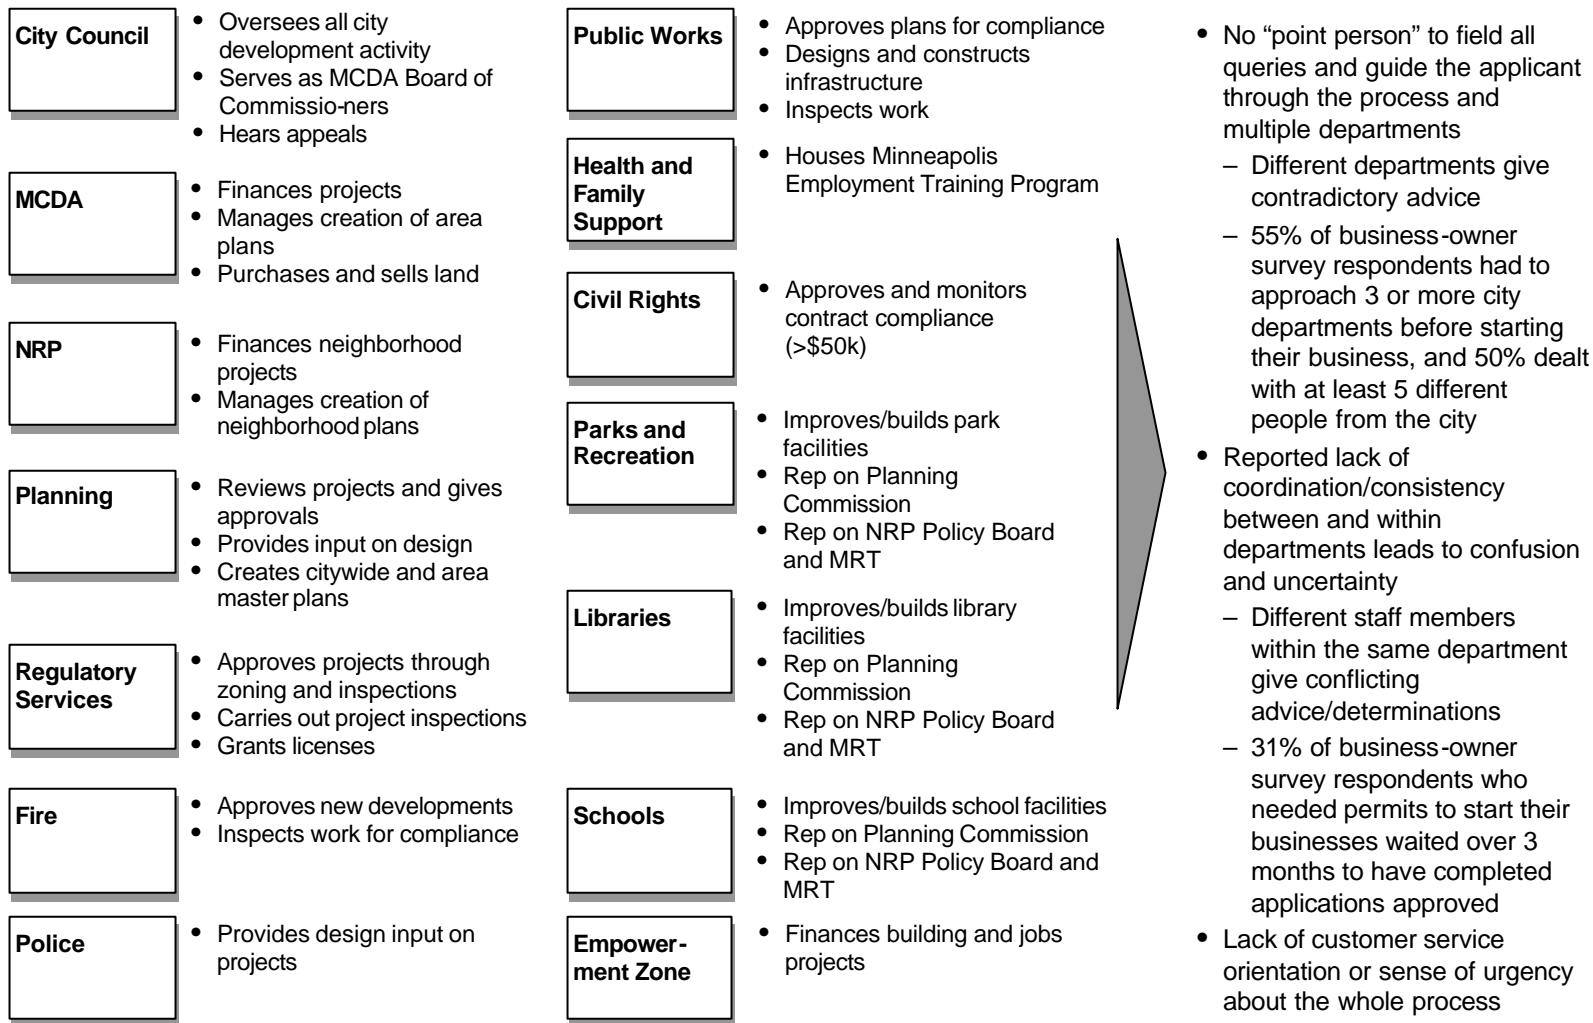 City Council
• Oversees all city
development activity
• Serves as MCDA Board of
Commissio-ners
• Hears appeals
MCDA
• Finances projects
• Manages creation of area
plans
• Purchases and sells land
NRP
• Finances neighborhood
projects
• Manages creation of
neighborhood plans
Planning
• Reviews projects and gives
approvals
• Provides input on design
• Creates citywide and area
master plans
Regulatory
Services
• Approves projects through
zoning and inspections
• Carries out project inspections
• Grants licenses
Fire
• Approves new developments
• Inspects work for compliance
Police
• Provides design input on
projects
Public Works
• Approves plans for compliance
• Designs and constructs
infrastructure
• Inspects work
Health and
Family
Support
• Houses Minneapolis
Employment Training Program
Civil Rights
• Approves and monitors
contract compliance
(>$50k)
Parks and
Recreation
• Improves/builds park
facilities
• Rep on Planning
Commission
• Rep on NRP Policy Board
and MRT
Libraries
• Improves/builds library
facilities
• Rep on Planning
Commission
• Rep on NRP Policy Board
and MRT
Schools
• Improves/builds school facilities
• Rep on Planning Commission
• Rep on NRP Policy Board and
MRT
Empower-
ment Zone
• Finances building and jobs
projects
• No “point person” to field all
queries and guide the applicant
through the process and
multiple departments
– Different departments give
contradictory advice
– 55% of business-owner
survey respondents had to
approach 3 or more city
departments before starting
their business, and 50% dealt
with at least 5 different
people from the city
• Reported lack of
coordination/consistency
between and within
departments leads to confusion
and uncertainty
– Different staff members
within the same department
give conflicting
advice/determinations
– 31% of business-owner
survey respondents who
needed permits to start their
businesses waited over 3
months to have completed
applications approved
• Lack of customer service
orientation or sense of urgency
about the whole process